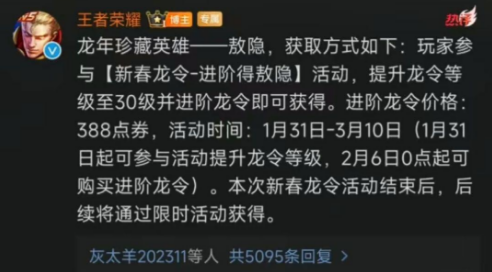 王者荣耀 博主 专属
龙年珍藏英雄——敖隐，获取方式如下：玩家参
与【新春龙令-进阶得敖隐】活动，提升龙令等
级至30级并进阶龙令即可获得。进阶龙令价格：
388点券，活动时间：1月31日-3月10日（1月31
日起可参与活动提升龙令等级，2月6日0点起可
购买进阶龙令）。本次新春龙令活动结束后，后
续将通过限时活动获得。
灰太羊202311等人 共5095条回复 >